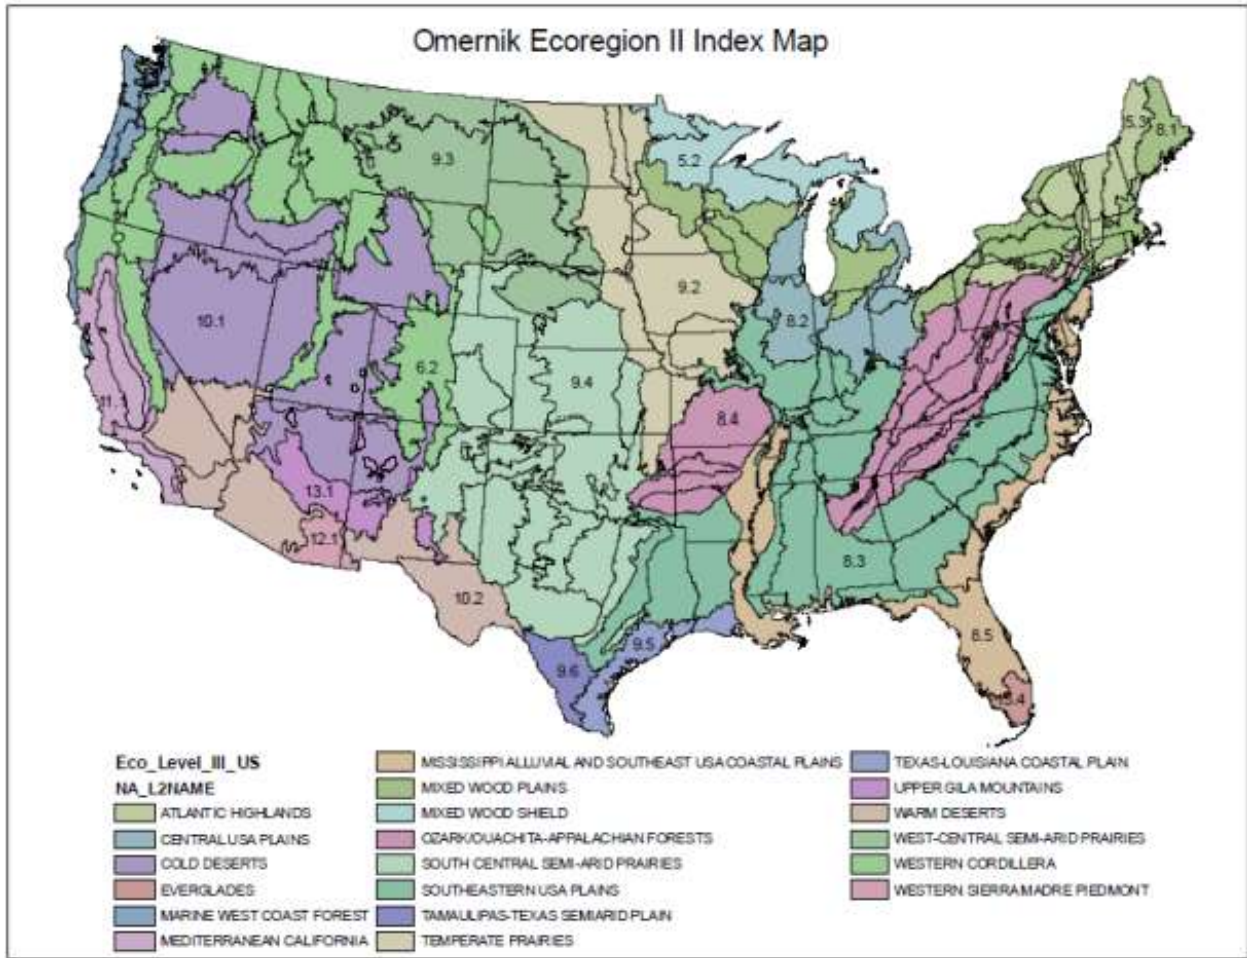 Omernik Ecoregion II Index Map
5.3
8.1
9.3
5.2
9.2
10.1
8.2
6.2
9.4
11.1
8.4
13.1
12.1
8.3
10.2
8.5
9.5
9.6
15.4
Eco_Level_III_US
NA_L2NAME
ATLANTIC HIGHLANDS
CENTRAL USA PLAINS
COLD DESERTS
EVERGLADES
MARINE WEST COAST FOREST
MEDITERRANEAN CALIFORNIA
MISSISSIPPI ALLUVIAL AND SOUTHEAST USA COASTAL PLAINS
MIXED WOOD PLAINS
MIXED WOOD SHIELD
OZARK/OUACHITA-APPALACHIAN FORESTS
SOUTH CENTRAL SEMI-ARID PRAIRIES
SOUTHEASTERN USA PLAINS
TAMAULIPAS-TEXAS SEMIARID PLAIN
TEMPERATE PRAIRIES
TEXAS-LOUISIANA COASTAL PLAIN
UPPER GILA MOUNTAINS
WARM DESERTS
WEST-CENTRAL SEMI-ARID PRAIRIES
WESTERN CORDILLERA
WESTERN SIERRA MADRE PIEDMONT